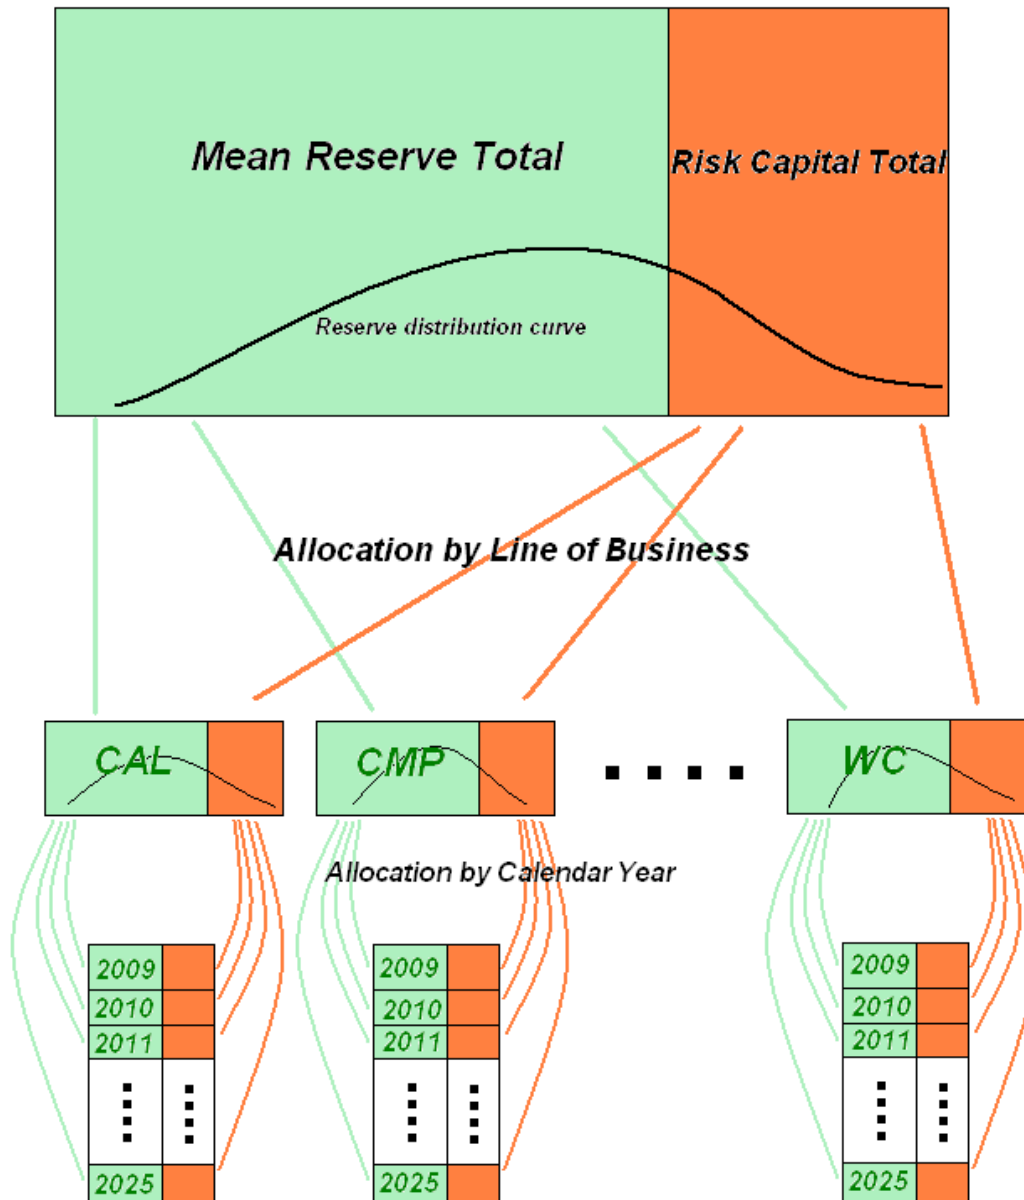 Mean Reserve Total
Risk Capital Total
Reserve distribution curve
Allocation by Line of Business
CAL
CMP
WC
Allocation by Calendar Year
2009
2010
2011
2025
2009
2010
2011
2025
2009
2010
2011
2025